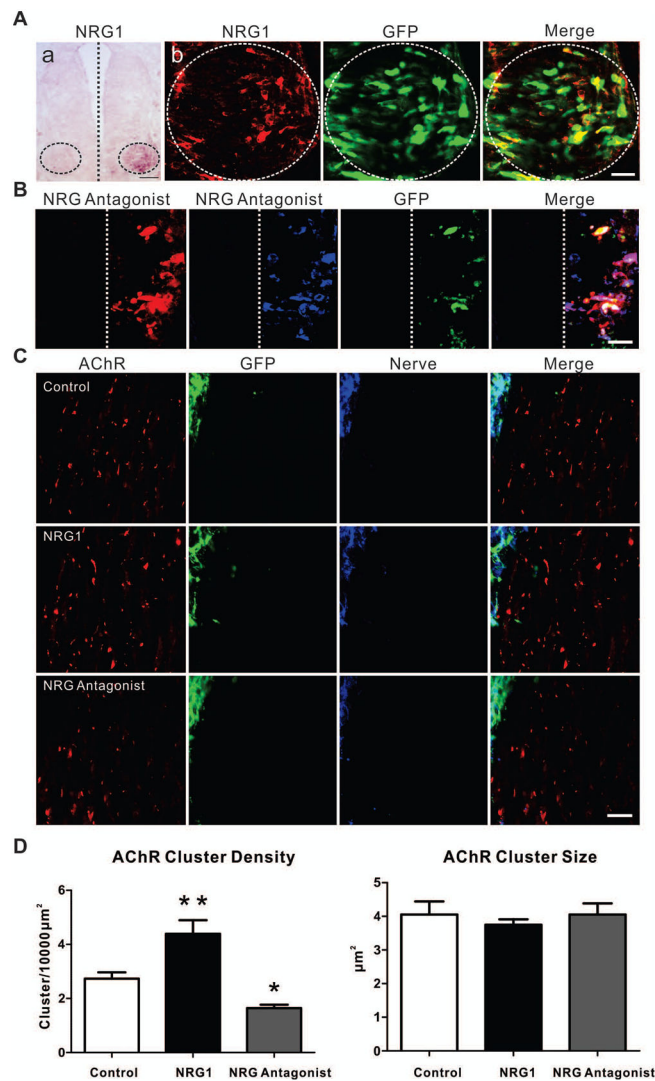 A
NRG1 NRG1 GFP Merge
a b
B
NRG Antagonist NRG Antagonist GFP Merge
C
AChR GFP Nerve Merge
Control
NRG1
NRG Antagonist
D
AChR Cluster Density
Cluster/10000µm²
6
4
2
0
**
*
Control NRG1 NRG Antagonist
AChR Cluster Size
µm²
5
4
3
2
1
0
Control NRG1 NRG Antagonist